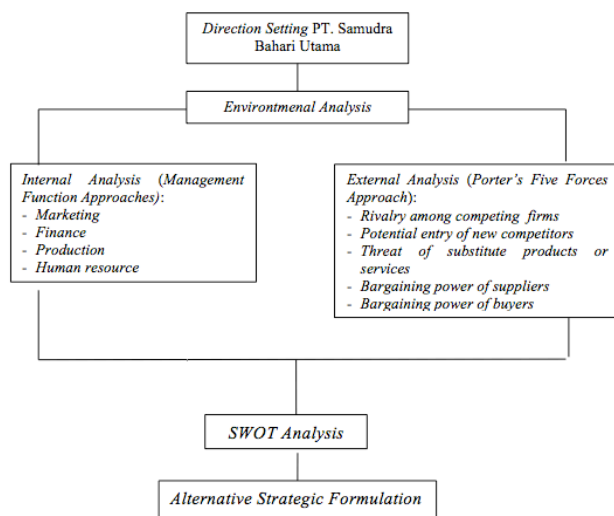 Direction Setting PT. Samudra
Bahari Utama
Environtmenal Analysis
Internal Analysis (Management
Function Approaches):
- Marketing
- Finance
- Production
- Human resource
External Analysis (Porter's Five Forces
Approach):
- Rivalry among competing firms
- Potential entry of new competitors
- Threat of substitute products or
services
- Bargaining power of suppliers
- Bargaining power of buyers
SWOT Analysis
Alternative Strategic Formulation